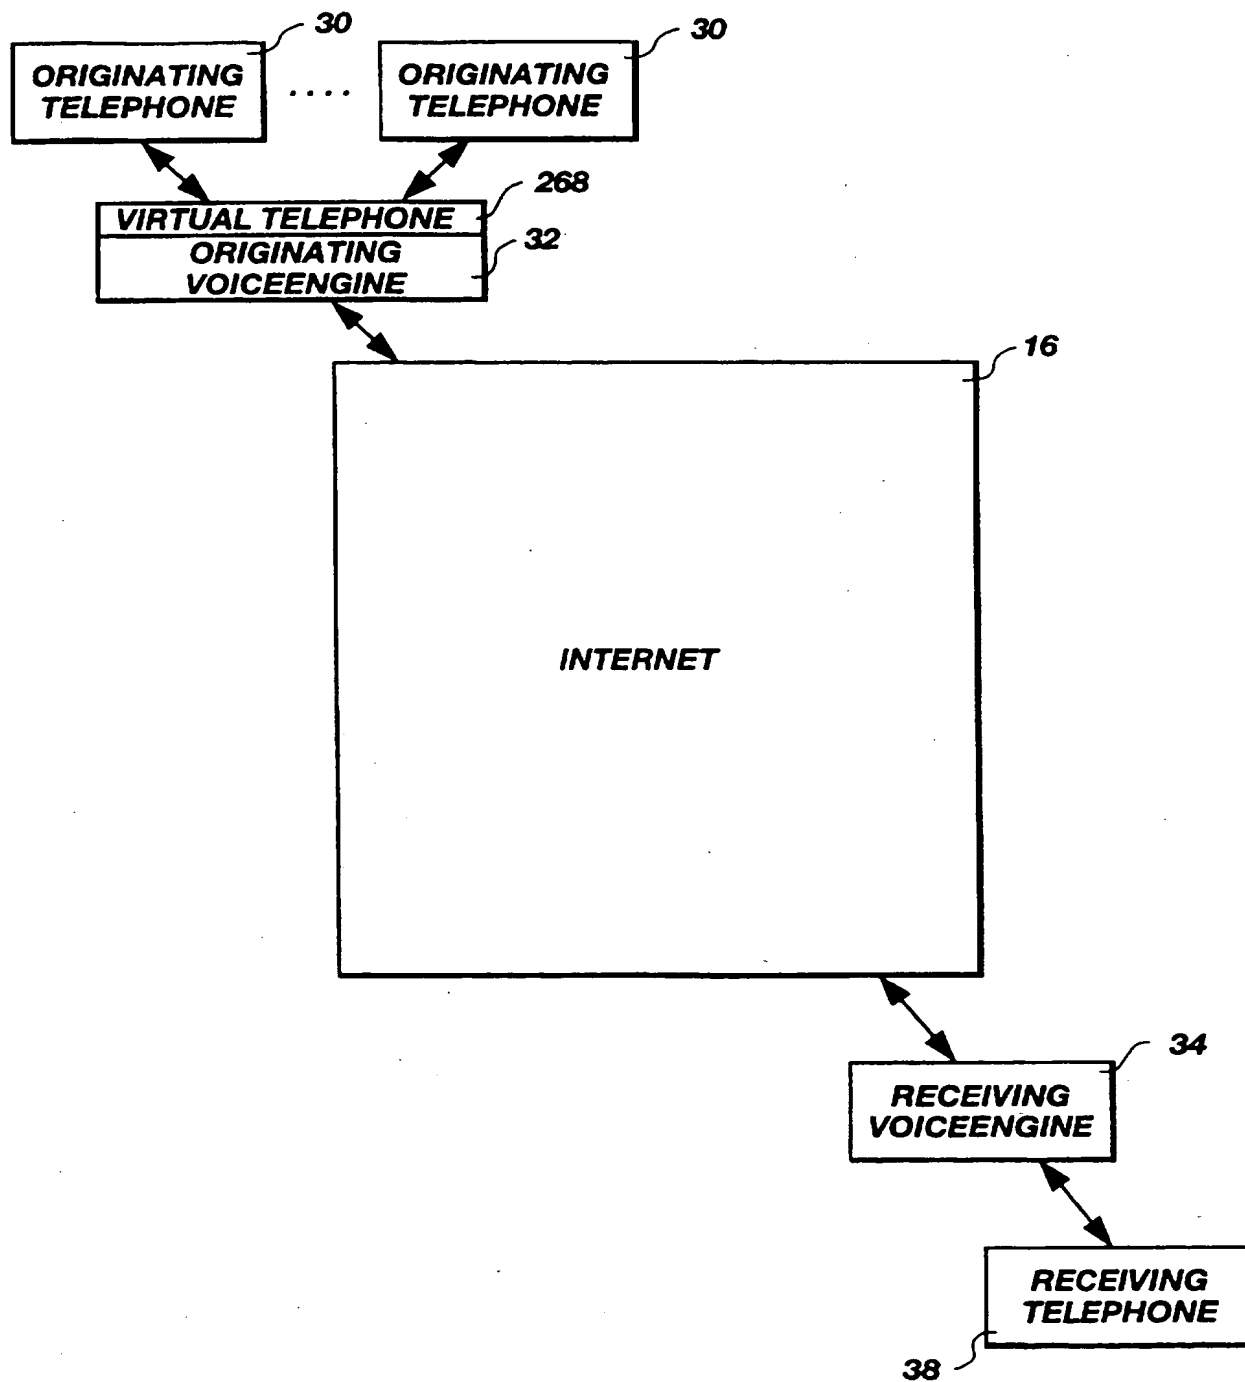 30
30
ORIGINATING
TELEPHONE
. . . .
ORIGINATING
TELEPHONE
268
VIRTUAL TELEPHONE
32
ORIGINATING
VOICEENGINE
16
INTERNET
34
RECEIVING
VOICEENGINE
RECEIVING
TELEPHONE
38